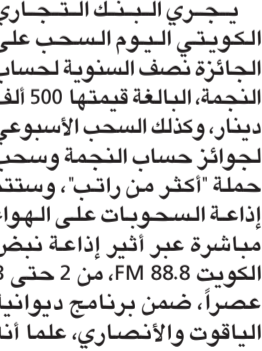 يجري البنك التجاري
الكويتي اليوم السحب على
الجائزة نصف السنوية لحساب
النجمة، البالغة قيمتها 500 ألف
دينار، وكذلك السحب الأسبوعي
لجوائز حساب النجمة وسحب
حملة "أكثر من راتب"، وستتم
إذاعة السحوبات على الهواء
مباشرة عبر أثير إذاعة نبض
الكويت 88.8 FM، من 2 حتى 3
عصراً، ضمن برنامج ديوانية
الياقوت والأنصاري، علما أنه